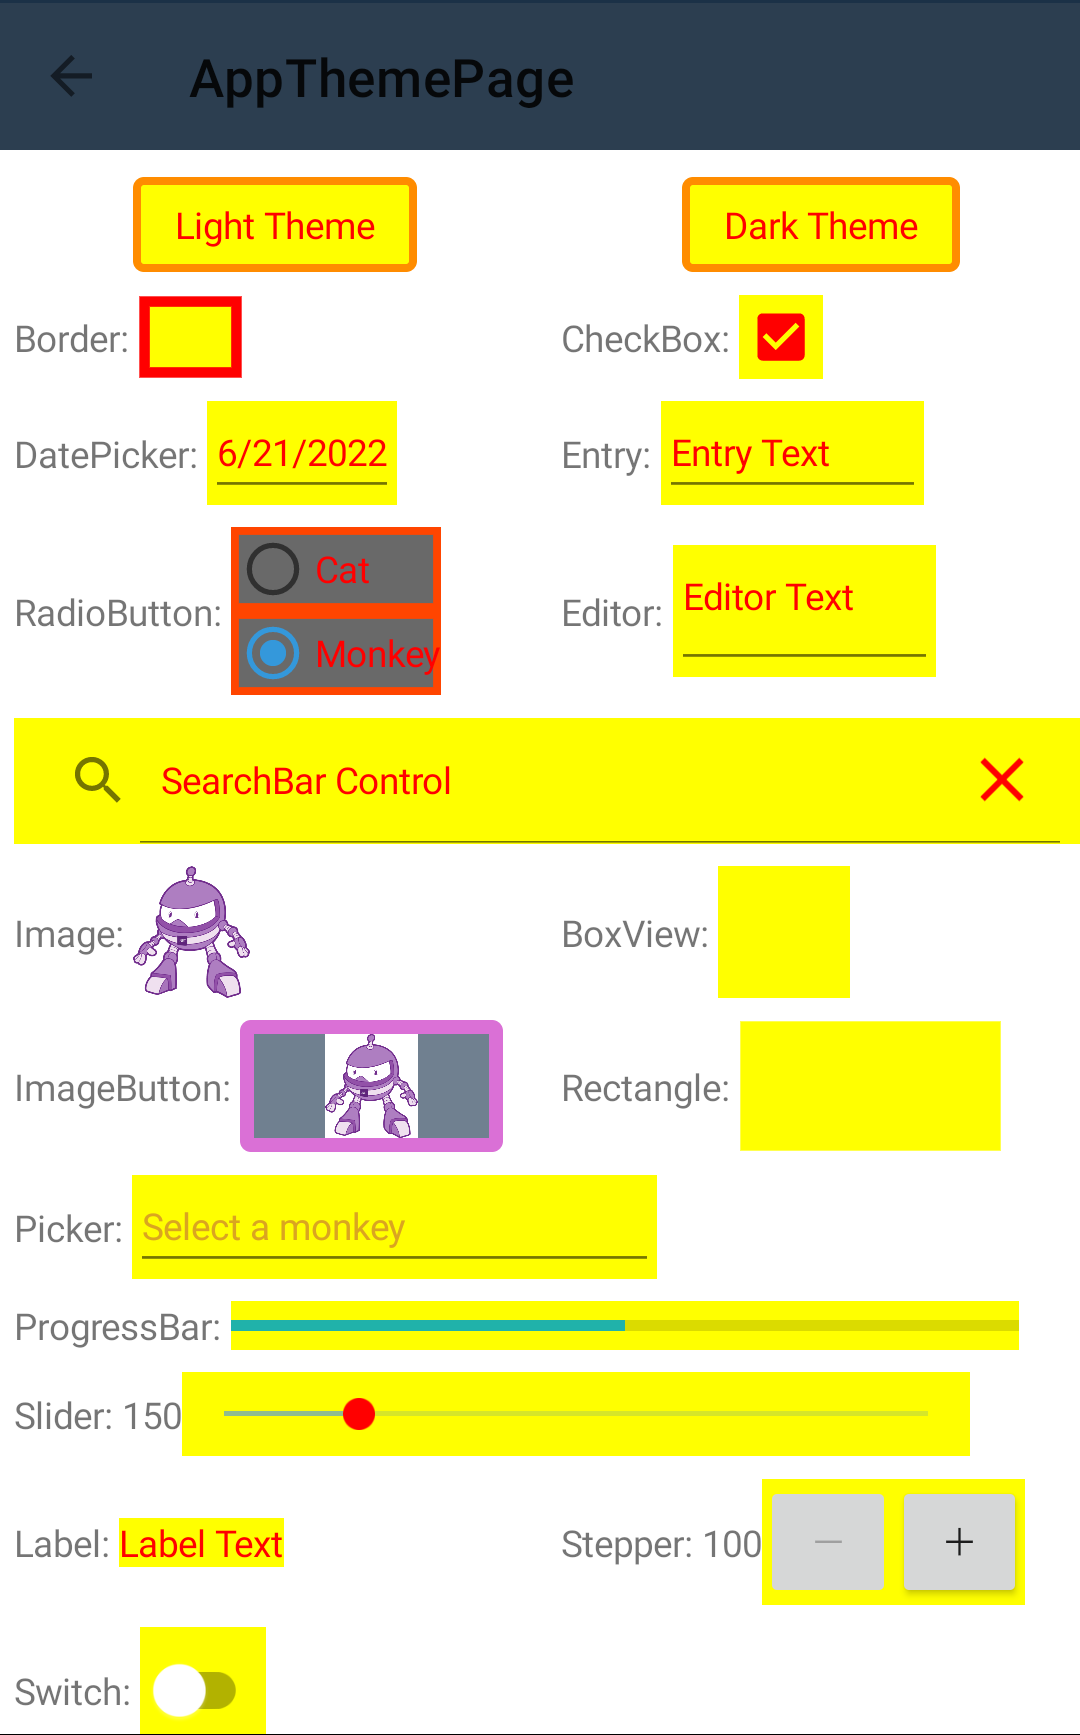 AppThemePage
Light Theme
Dark Theme
Border:
CheckBox:
DatePicker: 6/21/2022
Entry: Entry Text
RadioButton:
Cat
Monkey
Editor: Editor Text
SearchBar Control
Image:
BoxView:
ImageButton:
Rectangle:
Picker: Select a monkey
ProgressBar:
Slider: 150
Label: Label Text
Stepper: 100
Switch: